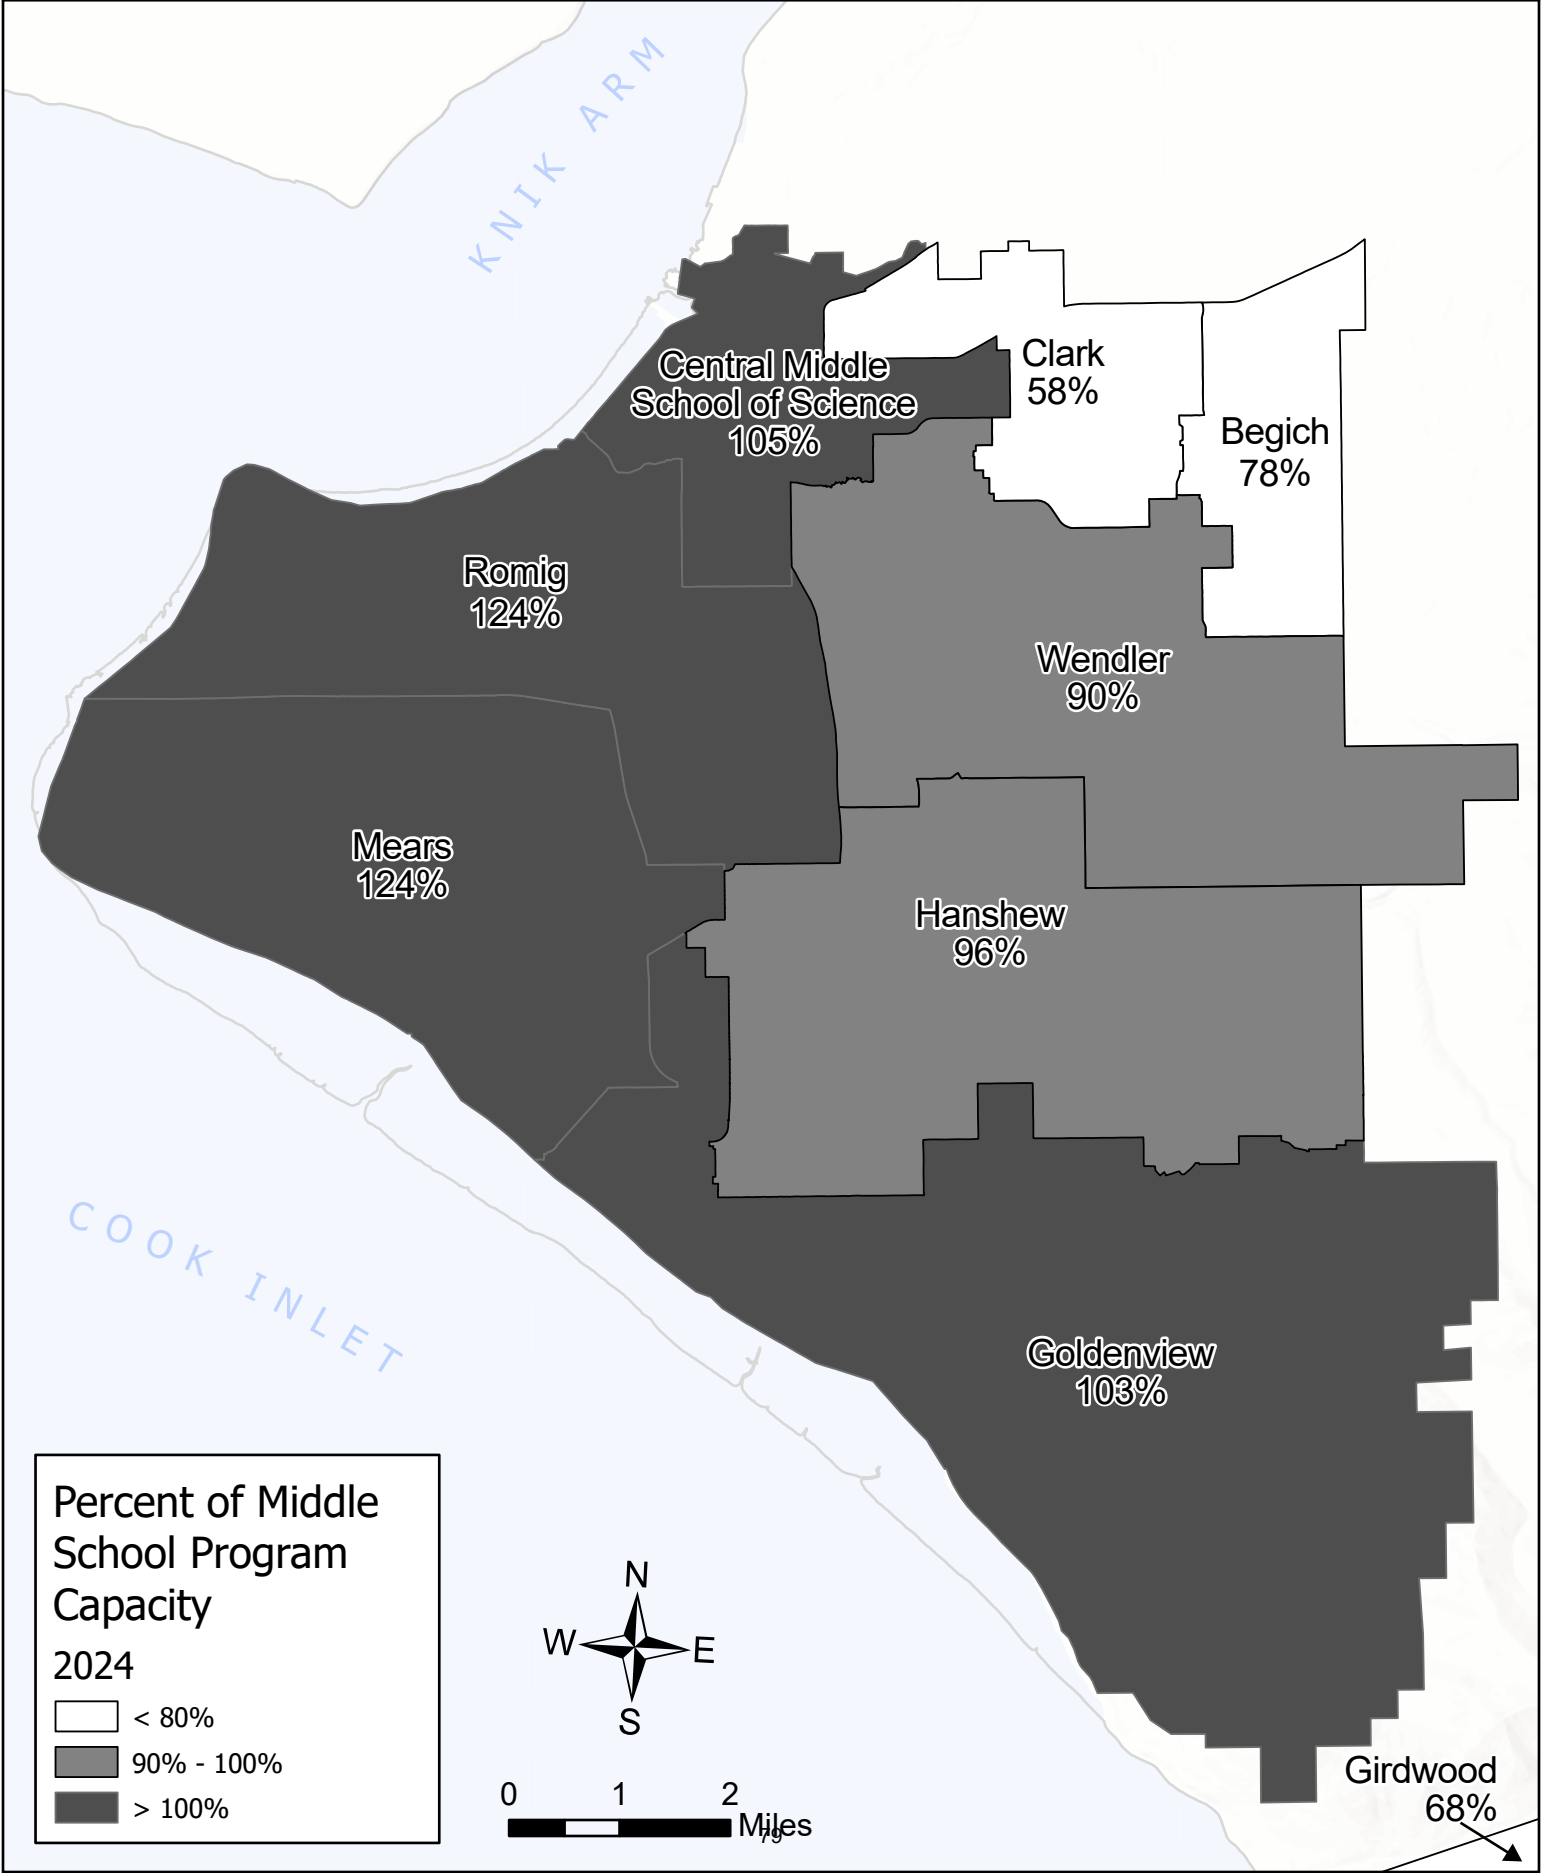 KNIK ARM
Central Middle
School of Science
105%
Clark
58%
Begich
78%
Romig
124%
Wendler
90%
Mears
124%
Hanshew
96%
COOK INLET
Goldenview
103%
Percent of Middle
School Program
Capacity
2024
< 80%
90% - 100%
> 100%
N
W
E
S
0 1 2
Miles
79
Girdwood
68%